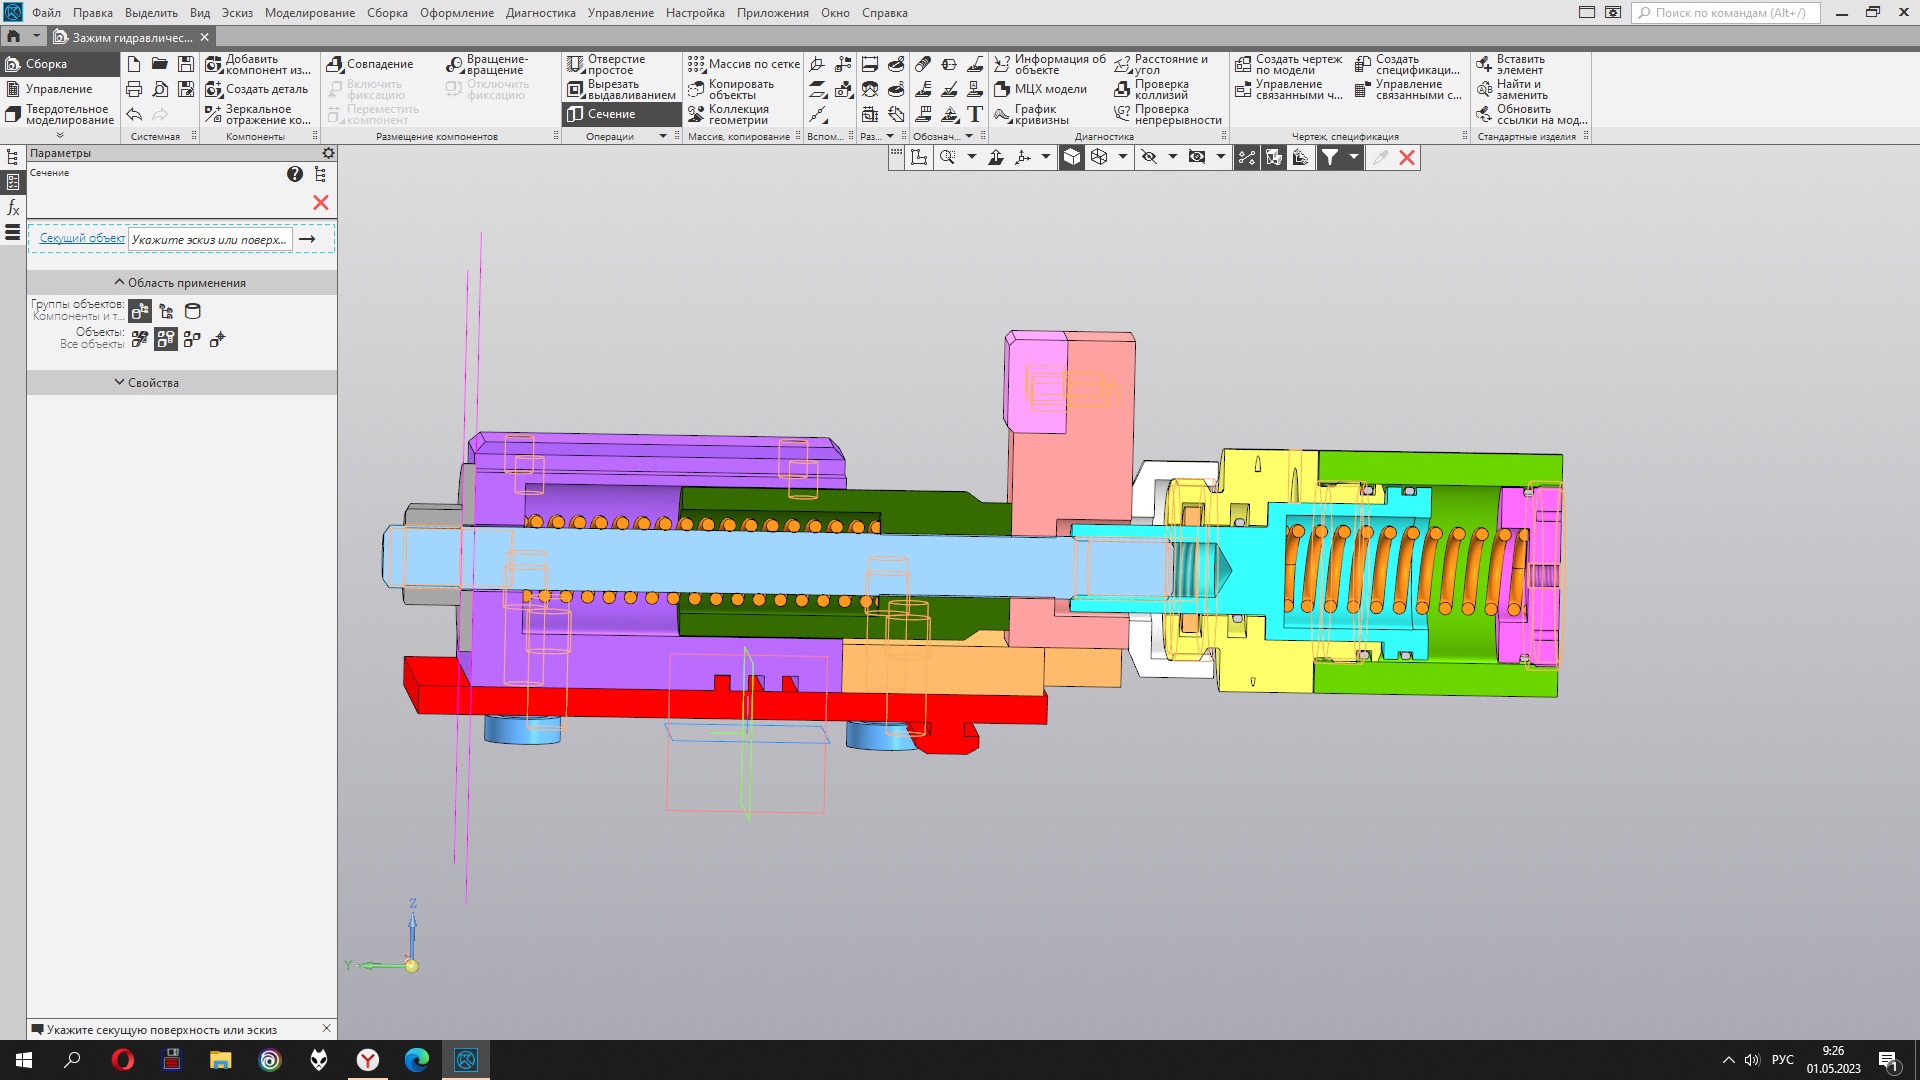 Файл Правка Выделить Вид Эскиз Моделирование Сборка Оформление Диагностика Управление Настройка Приложения Окно Справка
Поиск по командам (Alt+/)
Зажим гидравличес...
Сборка
Управление
Твердотельное
моделирование
Системная
Добавить
компонент из...
Создать деталь
Зеркальное
отражение ко...
Компоненты
Совпадение
Включить
фиксацию
Переместить
компонент
Вращение-
вращение
Отключить
фиксацию
Размещение компонентов
Отверстие
простое
Вырезать
выдавливанием
Сечение
Операции
Массив по сетке
Копировать
объекты
Коллекция
геометрии
Массив, копирование
Вспом...
Раз...
Обознач...
Информация об
объекте
МЦХ модели
График
кривизны
Расстояние и
угол
Проверка
коллизий
Проверка
непрерывности
Диагностика
Создать чертеж
по модели
Управление
связанными ч...
Создать
спецификаци...
Управление
связанными с...
Чертеж, спецификация
Вставить
элемент
Найти и
заменить
Обновить
ссылки на мод...
Стандартные изделия
Параметры
Сечение
Секущий объект
Укажите эскиз или поверх...
Область применения
Группы объектов:
Компоненты и т...
Объекты:
Все объекты
Свойства
Z
Y
Укажите секущую поверхность или эскиз
РУС
9:26
01.05.2023
1